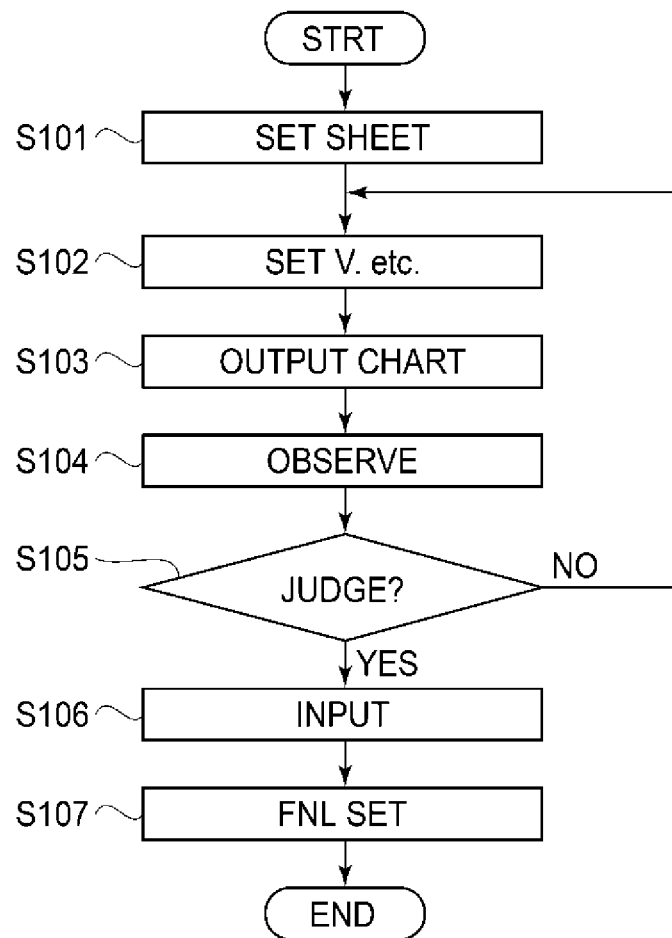 STRT
S101 SET SHEET
S102 SET V. etc.
S103 OUTPUT CHART
S104 OBSERVE
S105 JUDGE? NO
YES
S106 INPUT
S107 FNL SET
END